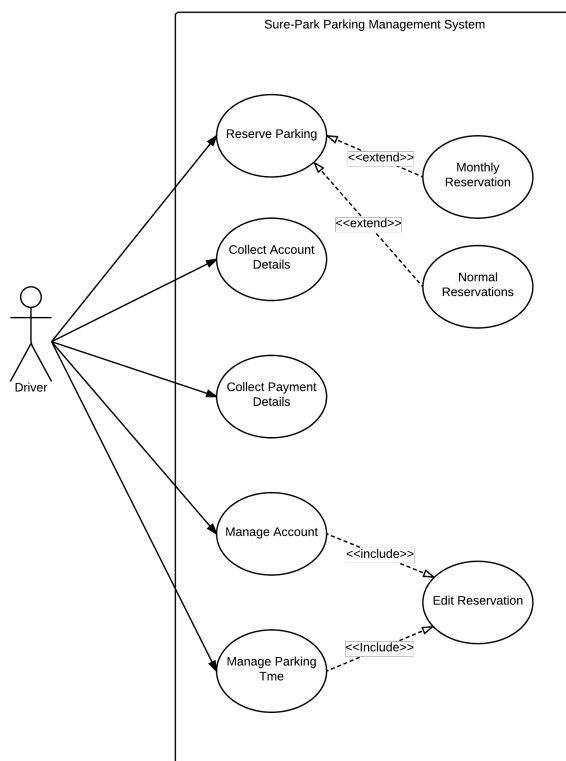 Sure-Park Parking Management System
Reserve Parking
<<extend>>
Monthly
Reservation
<<extend>>
Collect Account
Details
Normal
Reservations
Driver
Collect Payment
Details
Manage Account
<<include>>
Edit Reservation
<<Include>>
Manage Parking
Tme